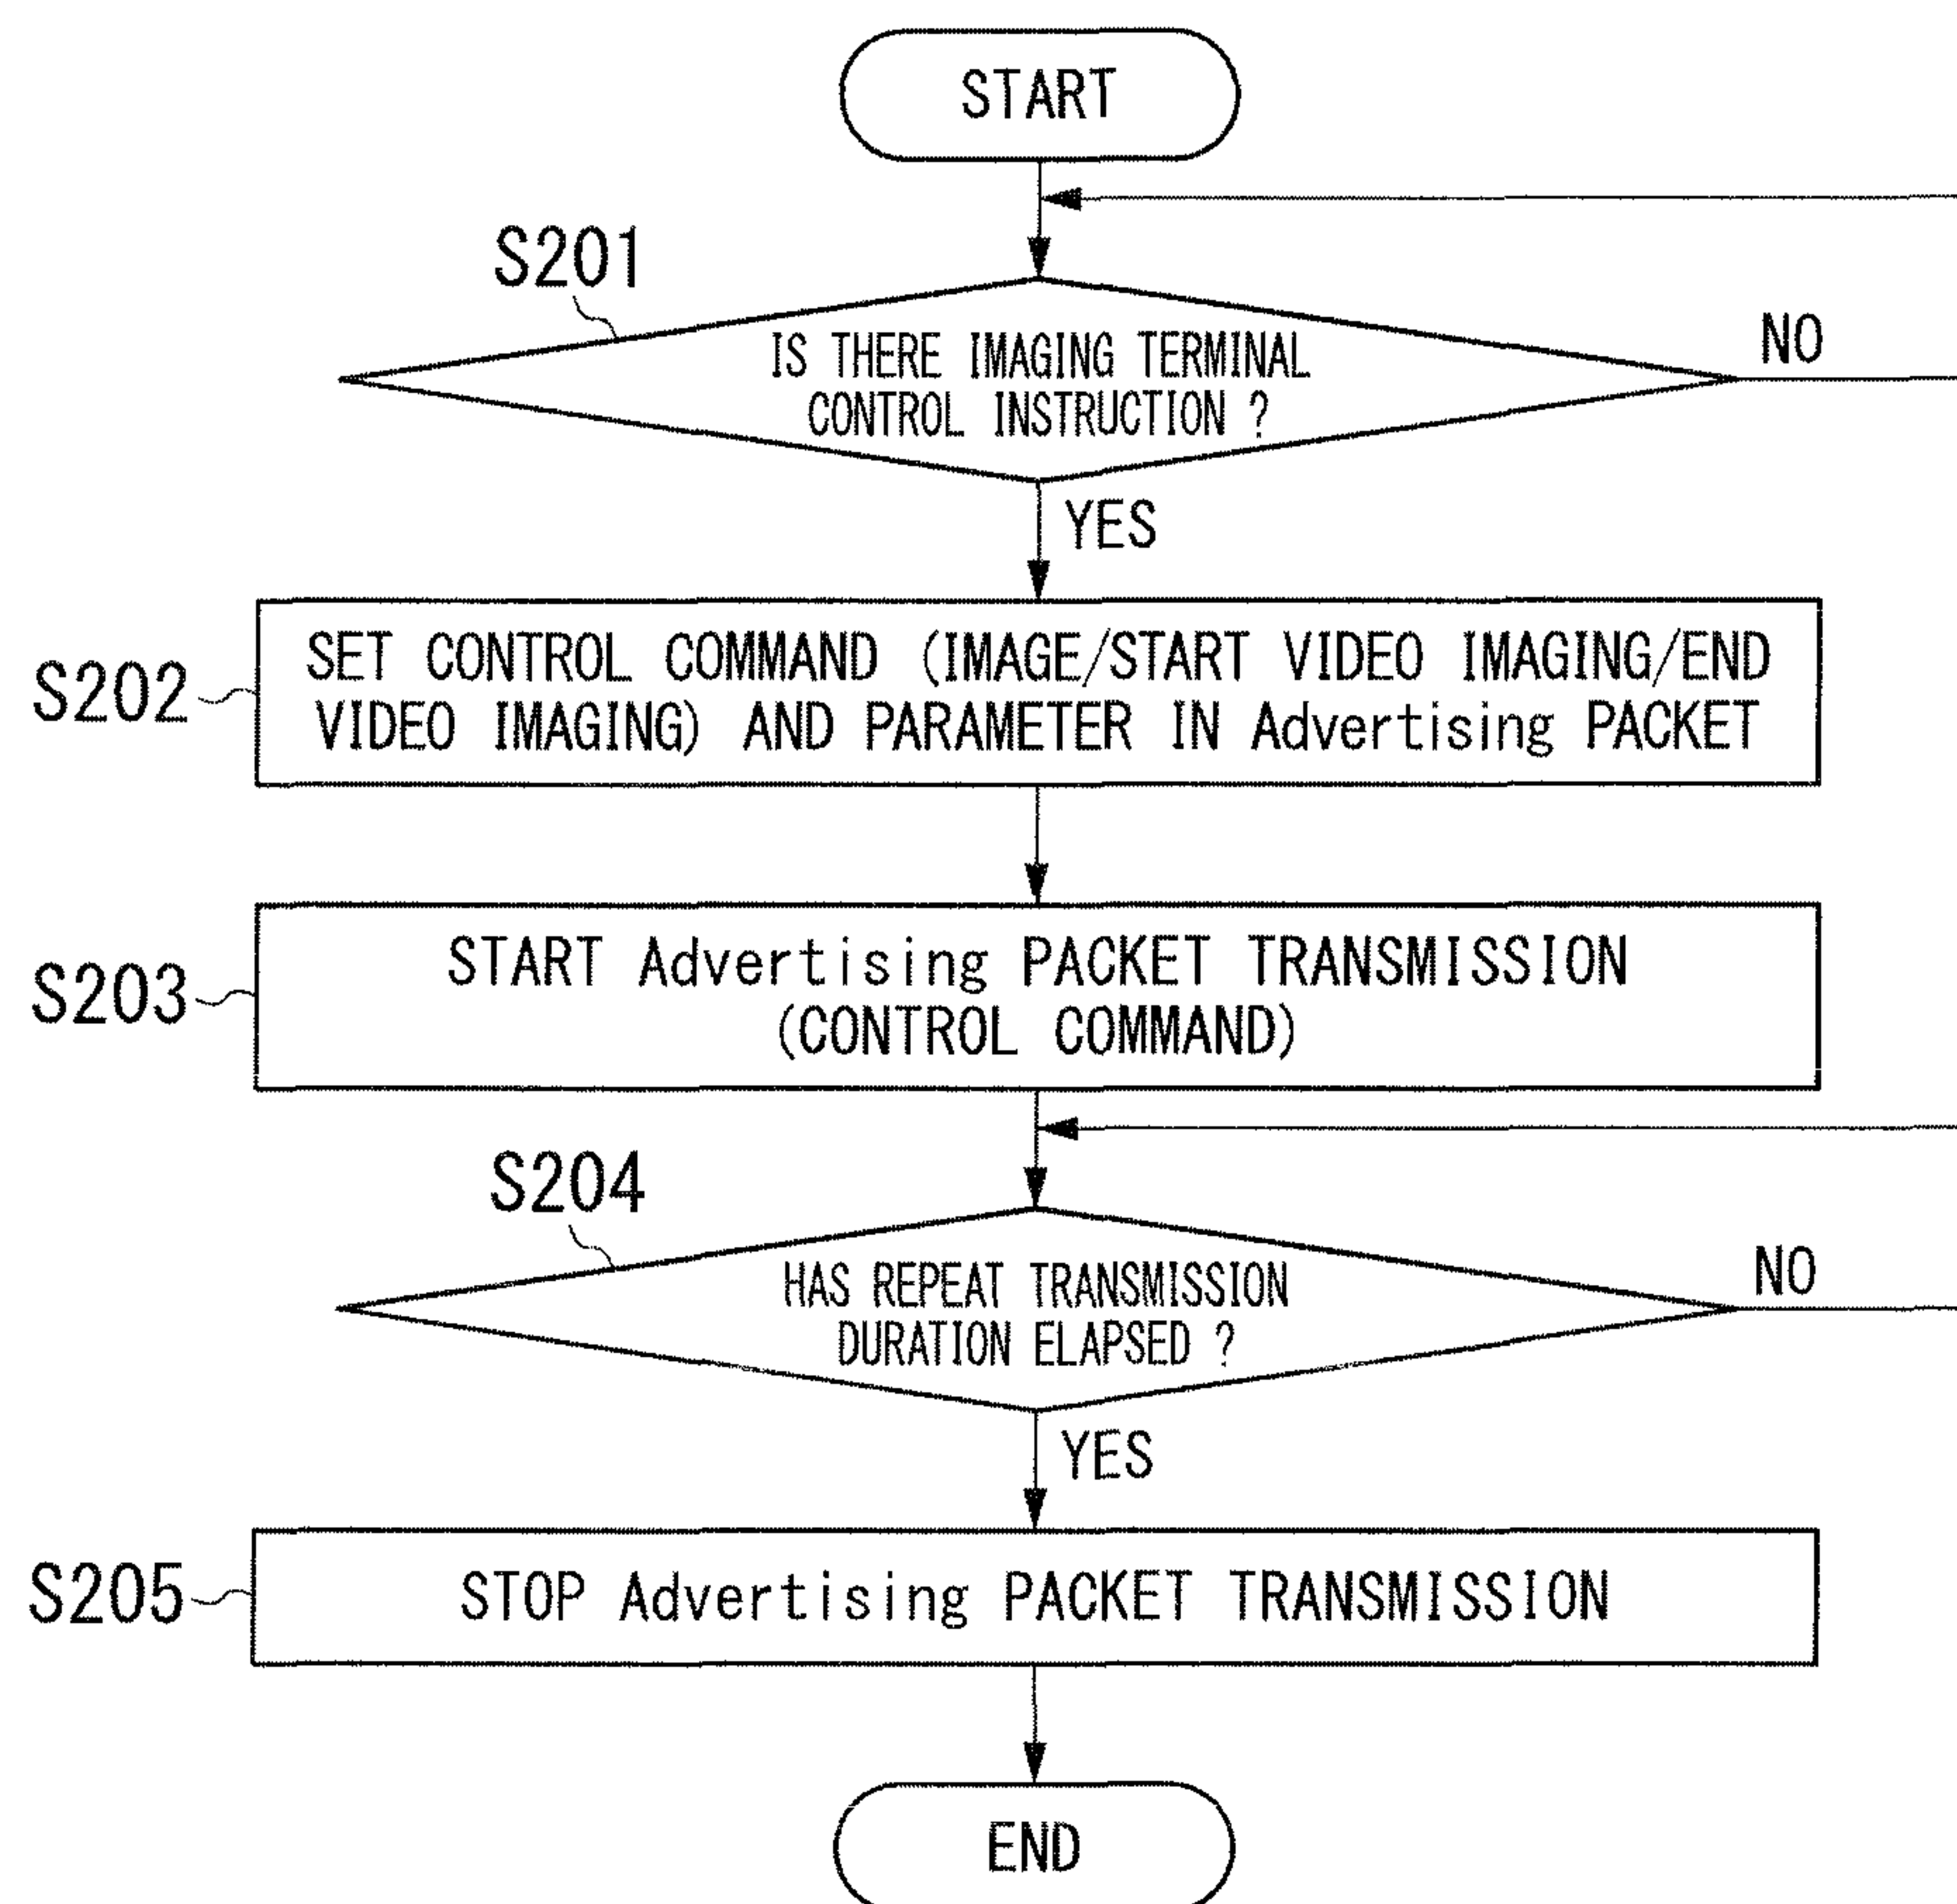 START
S201
IS THERE IMAGING TERMINAL
CONTROL INSTRUCTION ?
NO
YES
S202
SET CONTROL COMMAND (IMAGE/START VIDEO IMAGING/END
VIDEO IMAGING) AND PARAMETER IN Advertising PACKET
S203
START Advertising PACKET TRANSMISSION
(CONTROL COMMAND)
S204
HAS REPEAT TRANSMISSION
DURATION ELAPSED ?
NO
YES
S205
STOP Advertising PACKET TRANSMISSION
END